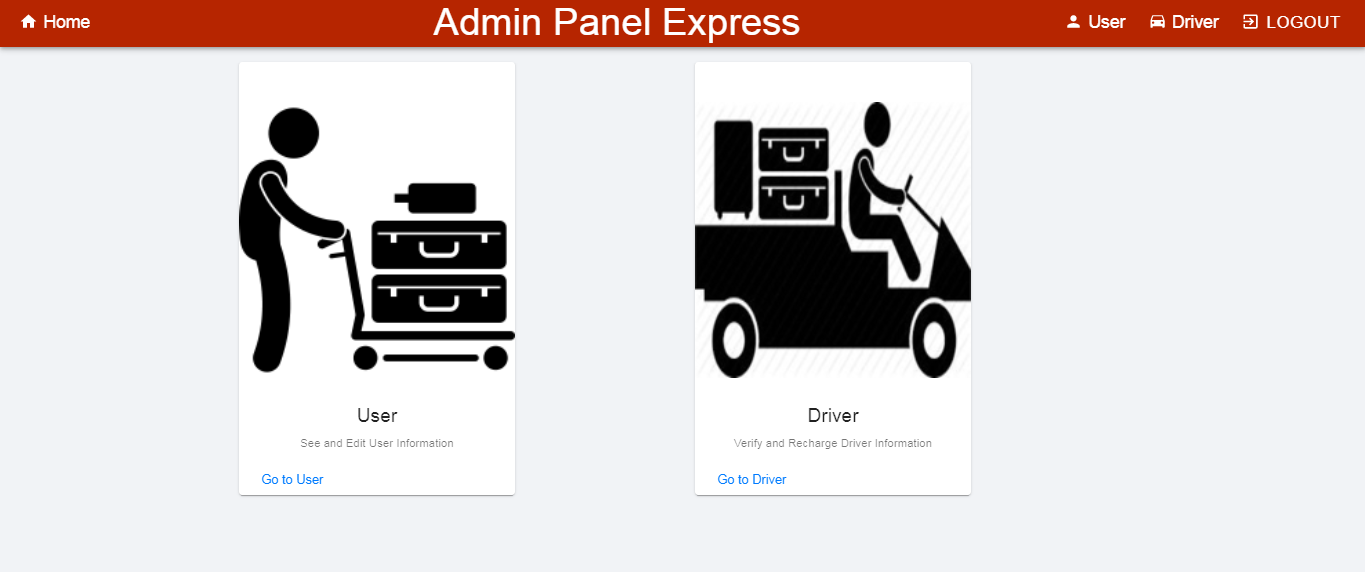 Home
Admin Panel Express
User
Driver
LOGOUT
User
See and Edit User Information
Go to User
Driver
Verify and Recharge Driver Information
Go to Driver